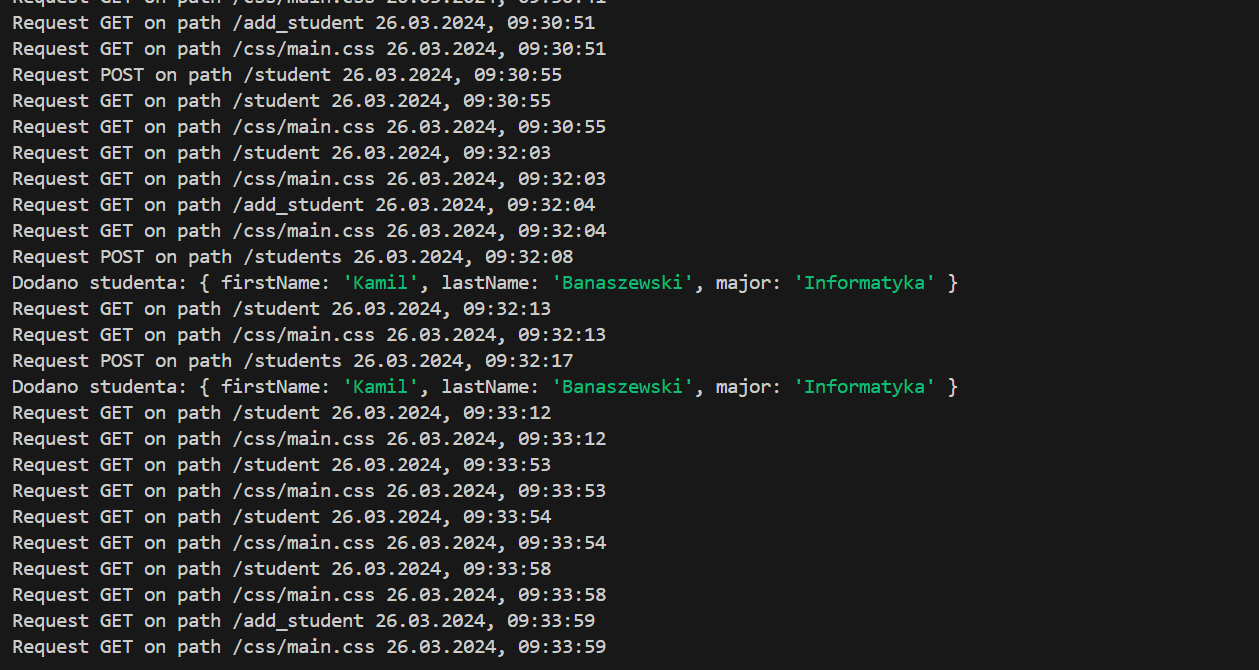 Request GET on path /css/main.css 26.03.2024, 09:30:41
Request GET on path /add_student 26.03.2024, 09:30:51
Request GET on path /css/main.css 26.03.2024, 09:30:51
Request POST on path /student 26.03.2024, 09:30:55
Request GET on path /student 26.03.2024, 09:30:55
Request GET on path /css/main.css 26.03.2024, 09:30:55
Request GET on path /student 26.03.2024, 09:32:03
Request GET on path /css/main.css 26.03.2024, 09:32:03
Request GET on path /add_student 26.03.2024, 09:32:04
Request GET on path /css/main.css 26.03.2024, 09:32:04
Request POST on path /students 26.03.2024, 09:32:08
Dodano studenta: { firstName: 'Kamil', lastName: 'Banaszewski', major: 'Informatyka' }
Request GET on path /student 26.03.2024, 09:32:13
Request GET on path /css/main.css 26.03.2024, 09:32:13
Request POST on path /students 26.03.2024, 09:32:17
Dodano studenta: { firstName: 'Kamil', lastName: 'Banaszewski', major: 'Informatyka' }
Request GET on path /student 26.03.2024, 09:33:12
Request GET on path /css/main.css 26.03.2024, 09:33:12
Request GET on path /student 26.03.2024, 09:33:53
Request GET on path /css/main.css 26.03.2024, 09:33:53
Request GET on path /student 26.03.2024, 09:33:54
Request GET on path /css/main.css 26.03.2024, 09:33:54
Request GET on path /student 26.03.2024, 09:33:58
Request GET on path /css/main.css 26.03.2024, 09:33:58
Request GET on path /add_student 26.03.2024, 09:33:59
Request GET on path /css/main.css 26.03.2024, 09:33:59